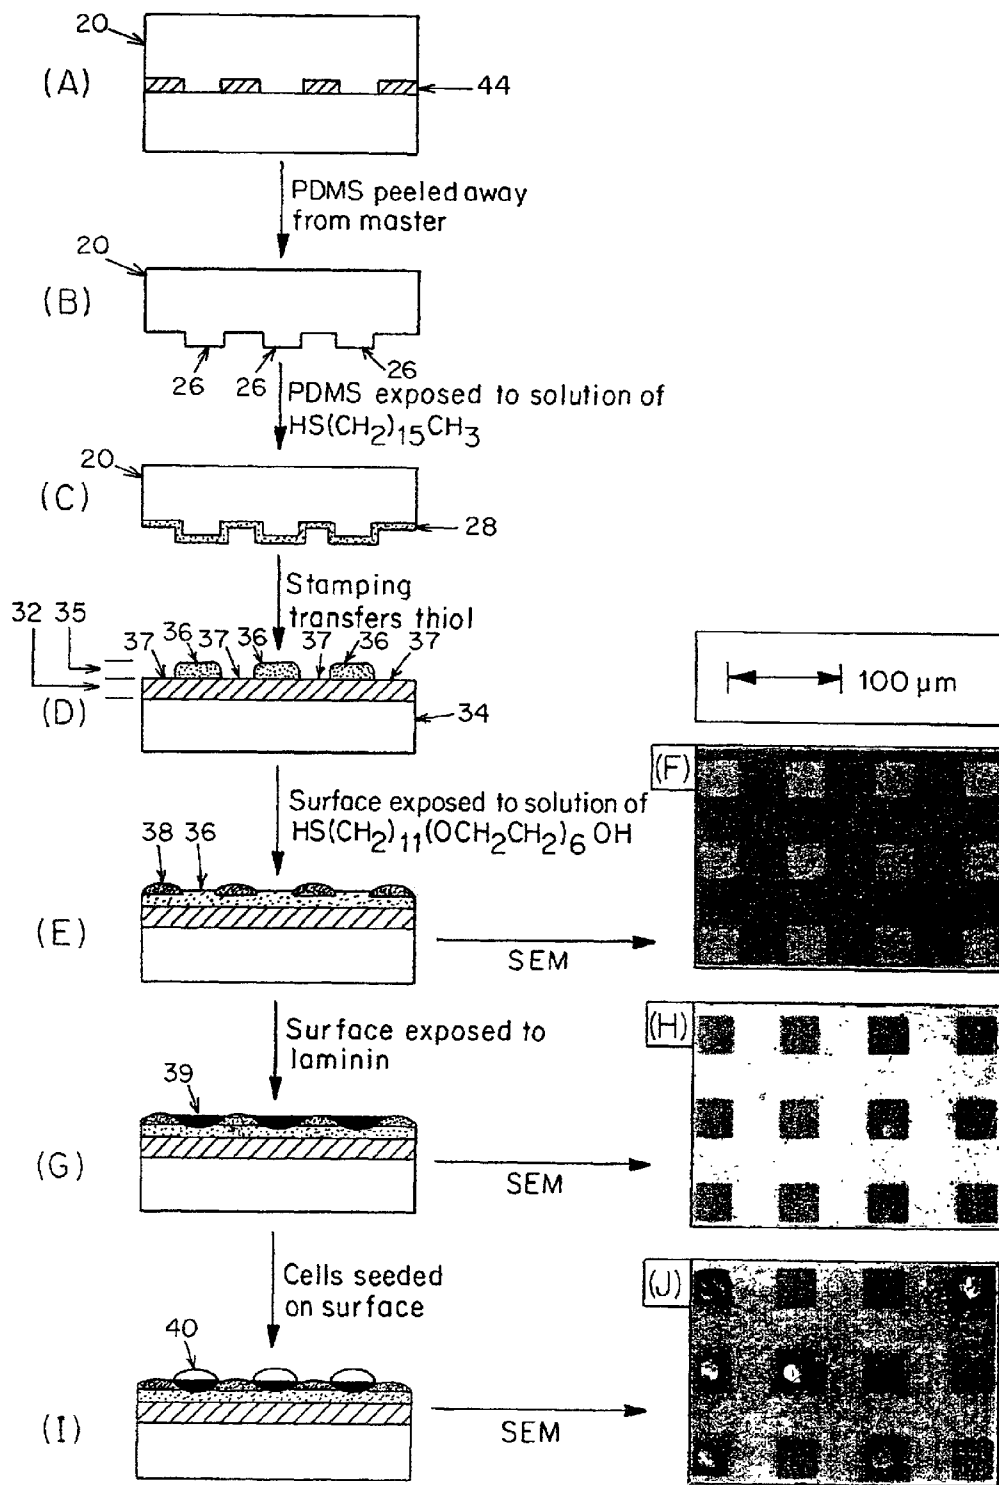 20
(A)
44
PDMS peeled away
from master
20
(B)
26 26 26
PDMS exposed to solution of
HS(CH2)15CH3
20
(C)
28
Stamping
transfers thiol
32 35 37 36 37 36 37 36 37
(D)
34
100 µm
(F)
Surface exposed to solution of
HS(CH2)11(OCH2CH2)6OH
38 36
(E)
SEM
(H)
Surface exposed to
laminin
39
(G)
SEM
(J)
Cells seeded
on surface
40
(I)
SEM